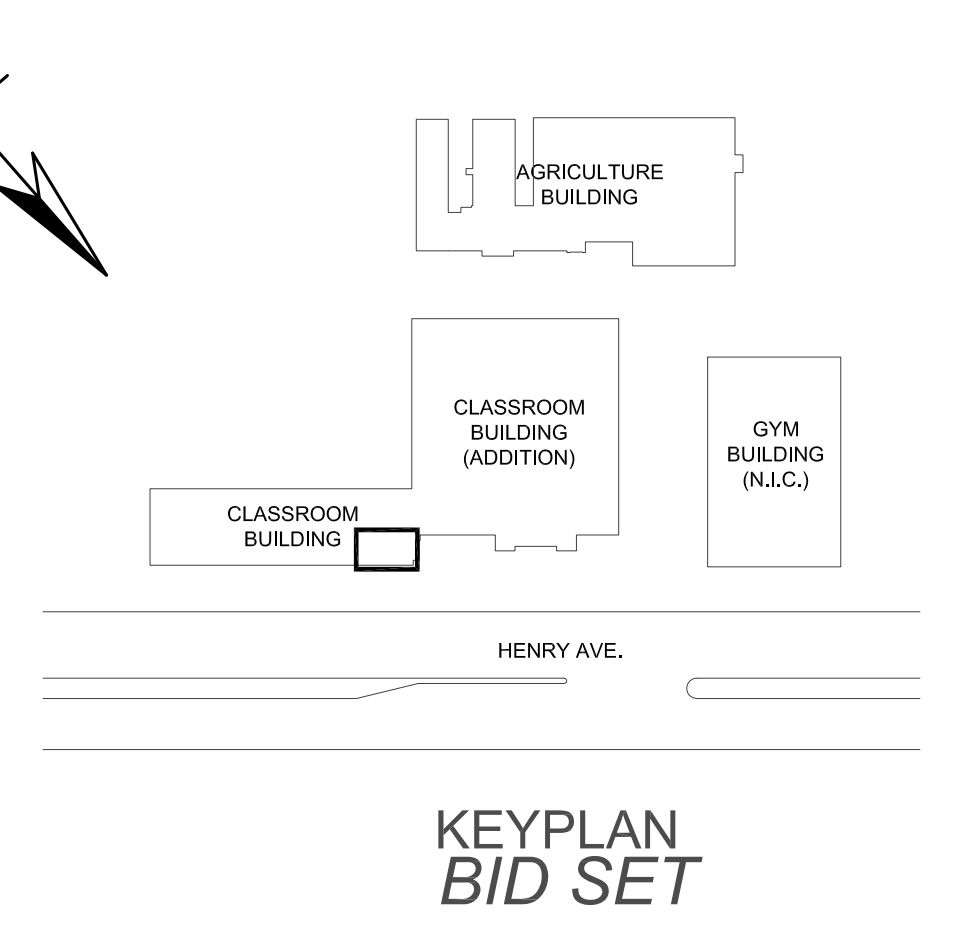 AGRICULTURE
BUILDING
CLASSROOM
BUILDING
(ADDITION)
GYM
BUILDING
(N.I.C.)
CLASSROOM
BUILDING
HENRY AVE.
KEYPLAN
BID SET